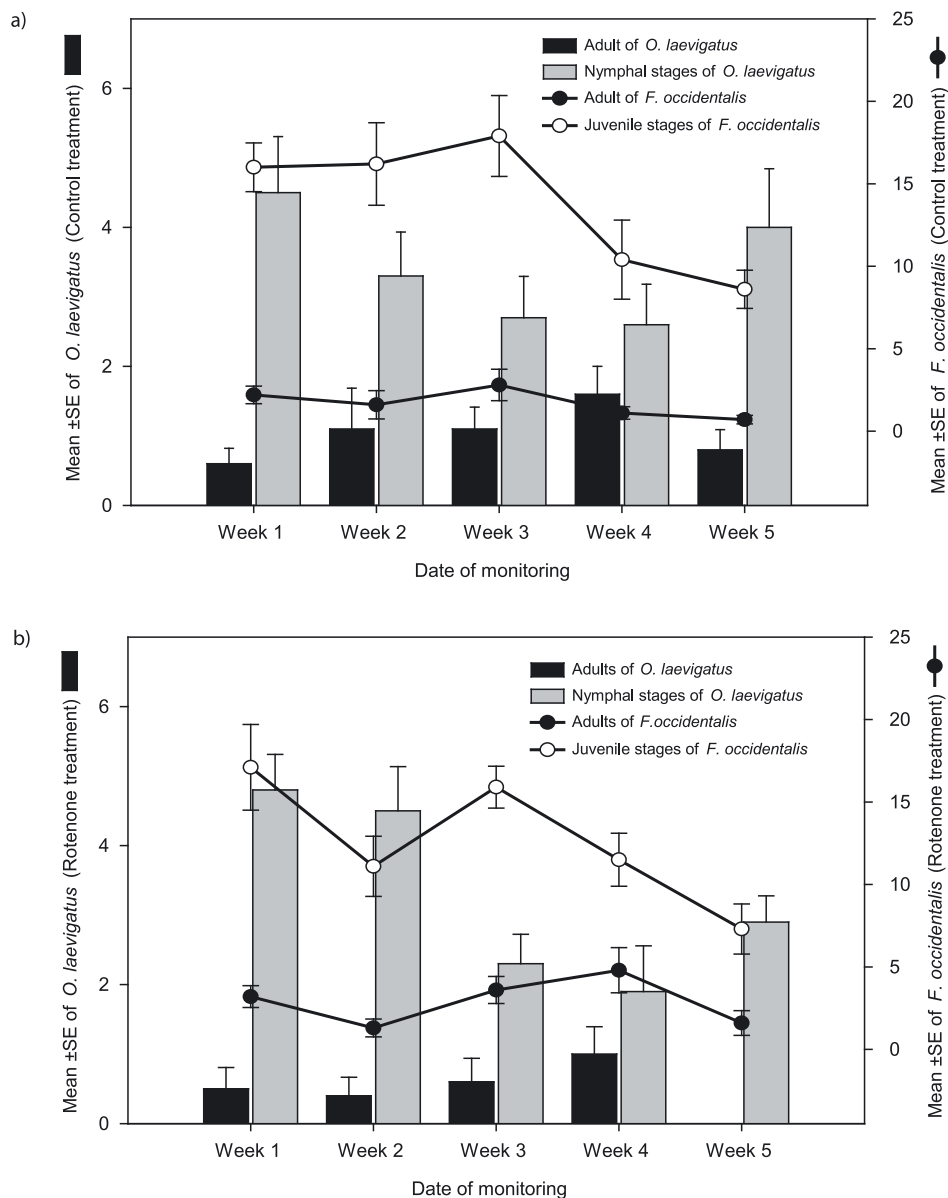 a)
Mean ±SE of O. laevigatus (Control treatment)
6
4
2
0
Adult of O. laevigatus
Nymphal stages of O. laevigatus
Adult of F. occidentalis
Juvenile stages of F. occidentalis
25
20
15
10
5
0
Mean ±SE of F. occidentalis (Control treatment)
Week 1 Week 2 Week 3 Week 4 Week 5
Date of monitoring
b)
Mean ±SE of O. laevigatus (Rotenone treatment)
6
4
2
0
Adults of O. laevigatus
Nymphal stages of O. laevigatus
Adults of F.occidentalis
Juvenile stages of F. occidentalis
25
20
15
10
5
0
Mean ±SE of F. occidentalis (Rotenone treatment)
Week 1 Week 2 Week 3 Week 4 Week 5
Date of monitoring